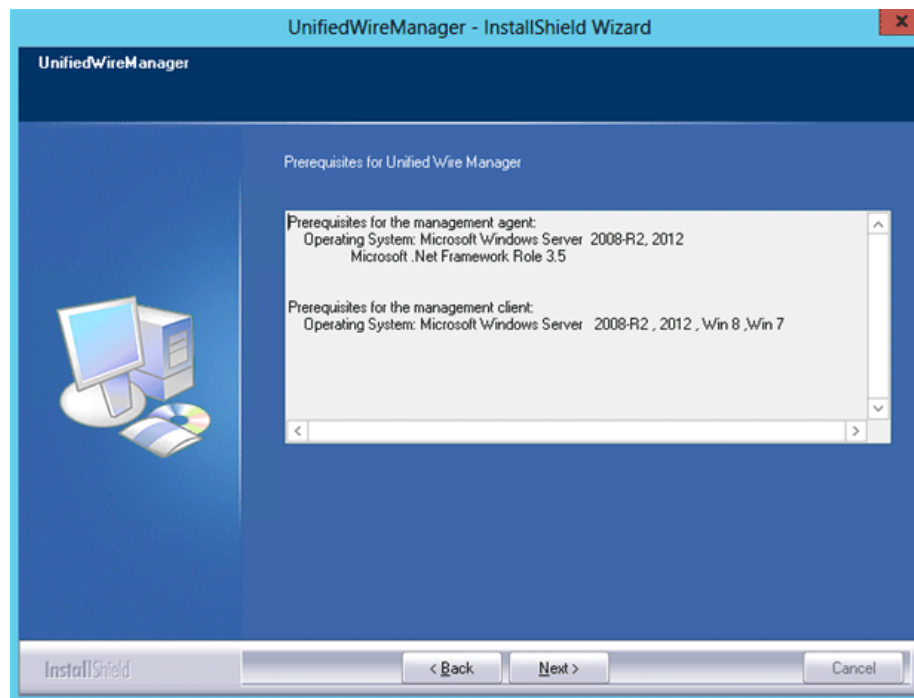 UnifiedWireManager - InstallShield Wizard
x
UnifiedWireManager
Prerequisites for Unified Wire Manager
Prerequisites for the management agent:
Operating System: Microsoft Windows Server 2008-R2, 2012
Microsoft .Net Framework Role 3.5
Prerequisites for the management client:
Operating System: Microsoft Windows Server 2008-R2 , 2012 , Win 8 ,Win 7
InstallShield
< Back
Next >
Cancel